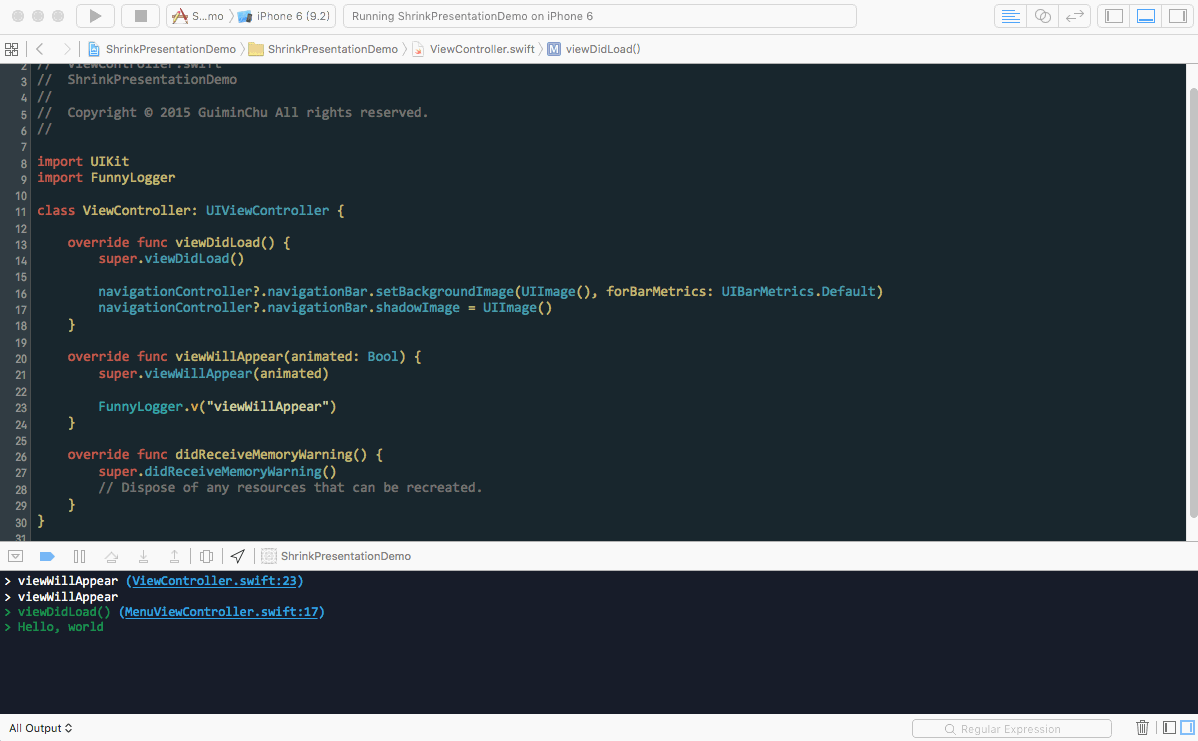 S...mo iPhone 6 (9.2) Running ShrinkPresentationDemo on iPhone 6
ShrinkPresentationDemo ShrinkPresentationDemo ViewController.swift M viewDidLoad()
2 // ViewController.swift
3 // ShrinkPresentationDemo
4 //
5 // Copyright © 2015 GuiminChu All rights reserved.
6 //
7
8 import UIKit
9 import FunnyLogger
10
11 class ViewController: UIViewController {
12
13 override func viewDidLoad() {
14 super.viewDidLoad()
15
16 navigationController?.navigationBar.setBackgroundImage(UIImage(), forBarMetrics: UIBarMetrics.Default)
17 navigationController?.navigationBar.shadowImage = UIImage()
18 }
19
20 override func viewWillAppear(animated: Bool) {
21 super.viewWillAppear(animated)
22
23 FunnyLogger.v("viewWillAppear")
24 }
25
26 override func didReceiveMemoryWarning() {
27 super.didReceiveMemoryWarning()
28 // Dispose of any resources that can be recreated.
29 }
30 }
31
ShrinkPresentationDemo
> viewWillAppear (ViewController.swift:23)
> viewWillAppear
> viewDidLoad() (MenuViewController.swift:17)
> Hello, world
All Output Regular Expression